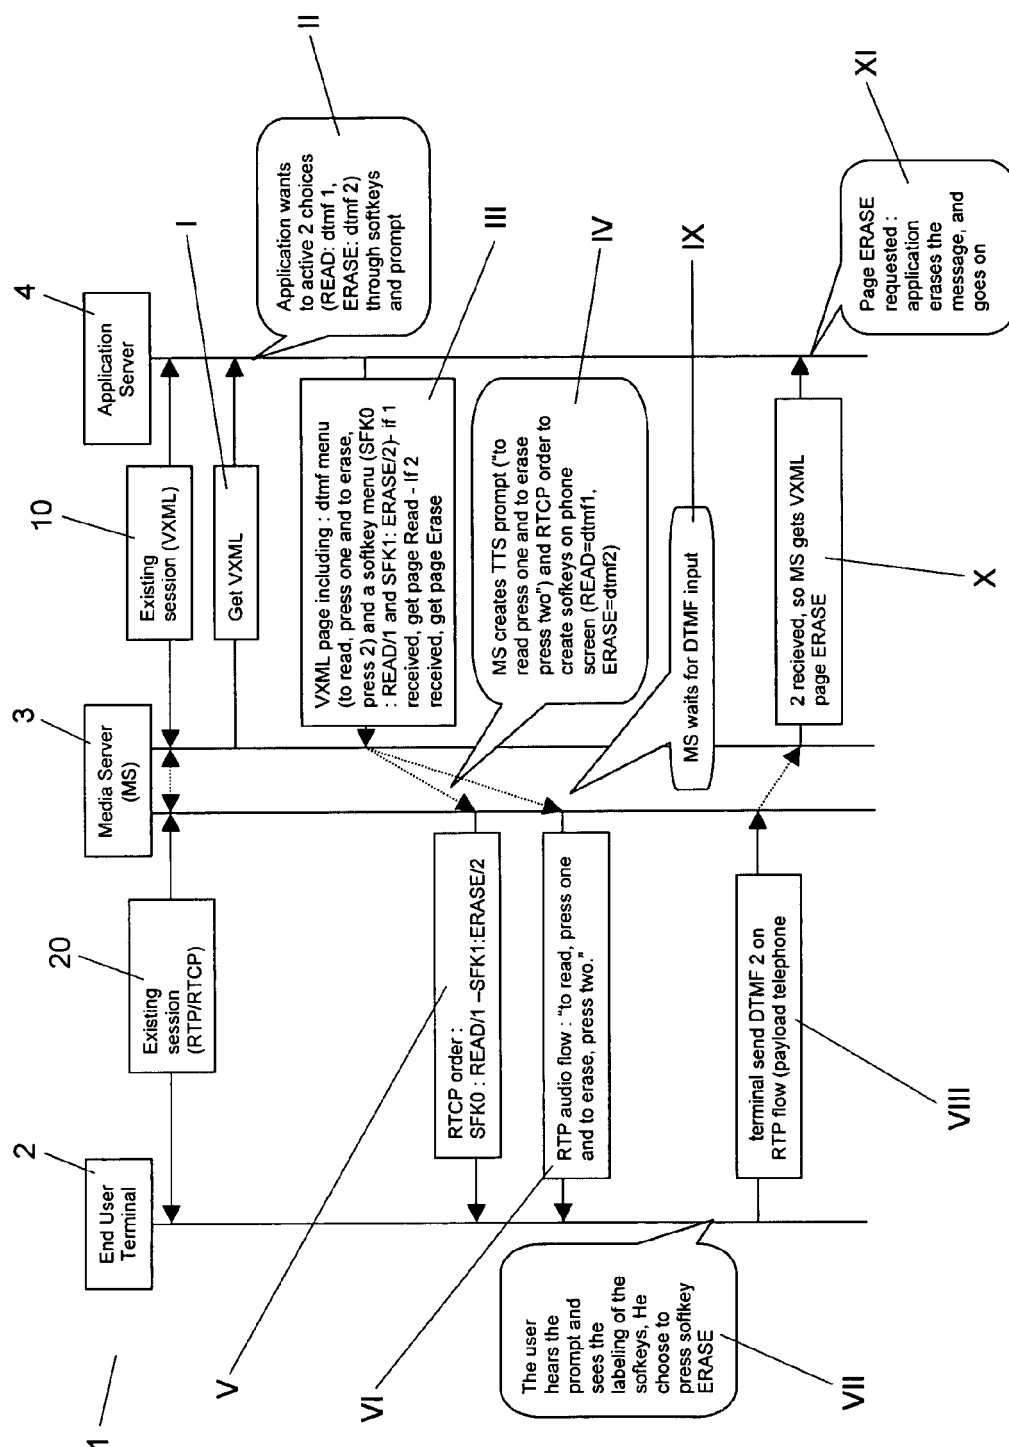 1
2
End User
Terminal
20
Existing
session
(RTP/RTCP)
3
Media Server
(MS)
10
Existing
session (VXML)
4
Application
Server
I
Get VXML
II
Application wants
to active 2 choices
(READ: dtmf 1,
ERASE: dtmf 2)
through softkeys
and prompt
III
VXML page including : dtmf menu
(to read, press one and to erase,
press 2) and a softkey menu (SFK0
: READ/1 and SFK1: ERASE/2)- if 1
received, get page Read - If 2
received, get page Erase
IV
MS creates TTS prompt ("to
read press one and to erase
press two") and RTCP order to
create sofkeys on phone
screen (READ=dtmf1,
ERASE=dtmf2)
V
RTCP order :
SFK0 : READ/1 –SFK1:ERASE/2
VI
RTP audio flow : "to read, press one
and to erase, press two."
VII
The user
hears the
prompt and
sees the
labeling of the
sofkeys, He
choose to
press softkey
ERASE
VIII
terminal send DTMF 2 on
RTP flow (payload telephone
IX
MS waits for DTMF input
X
2 recieved, so MS gets VXML
page ERASE
XI
Page ERASE
requested :
application
erases the
message, and
goes on